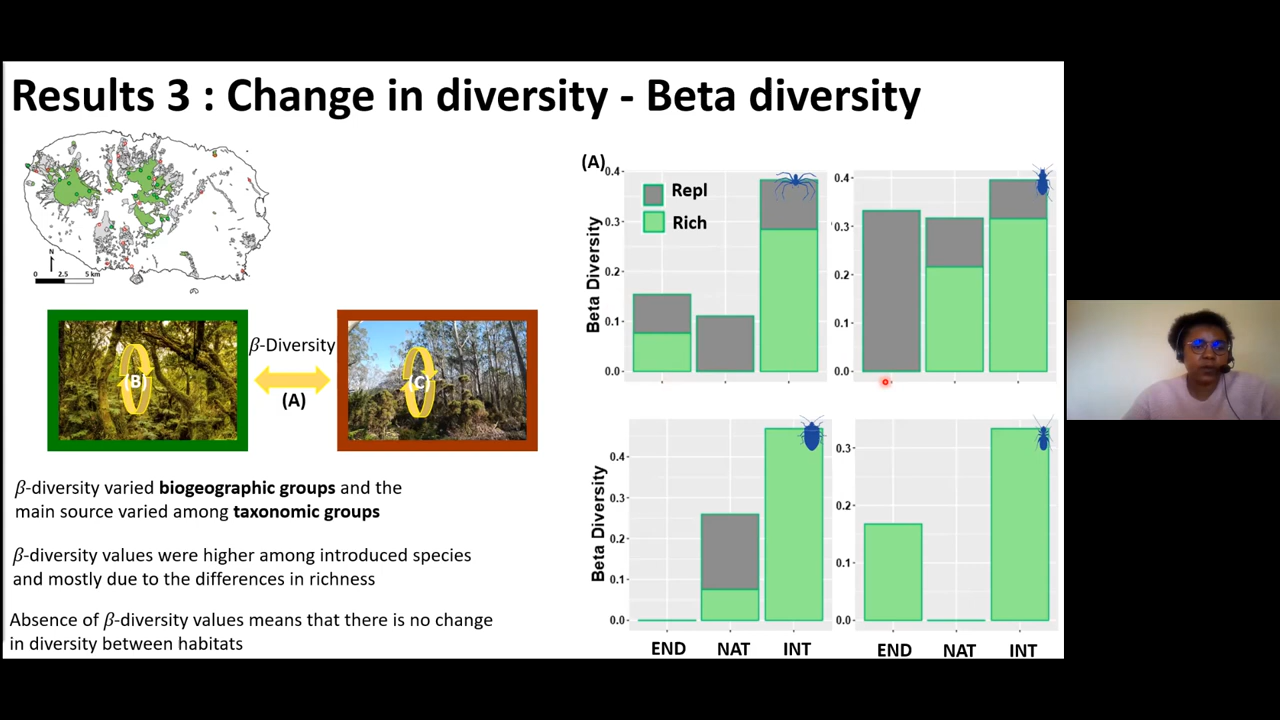 Results 3 : Change in diversity - Beta diversity
N
0 2.5 5 km
(B)
β-Diversity
(A)
(C)
β-diversity varied biogeographic groups and the
main source varied among taxonomic groups
β-diversity values were higher among introduced species
and mostly due to the differences in richness
Absence of β-diversity values means that there is no change
in diversity between habitats
(A)
Repl
Rich
Beta Diversity
0.4
0.3
0.2
0.1
0.0
0.4
0.3
0.2
0.1
0.0
Beta Diversity
0.4
0.3
0.2
0.1
0.0
0.3
0.2
0.1
0.0
END NAT INT
END NAT INT